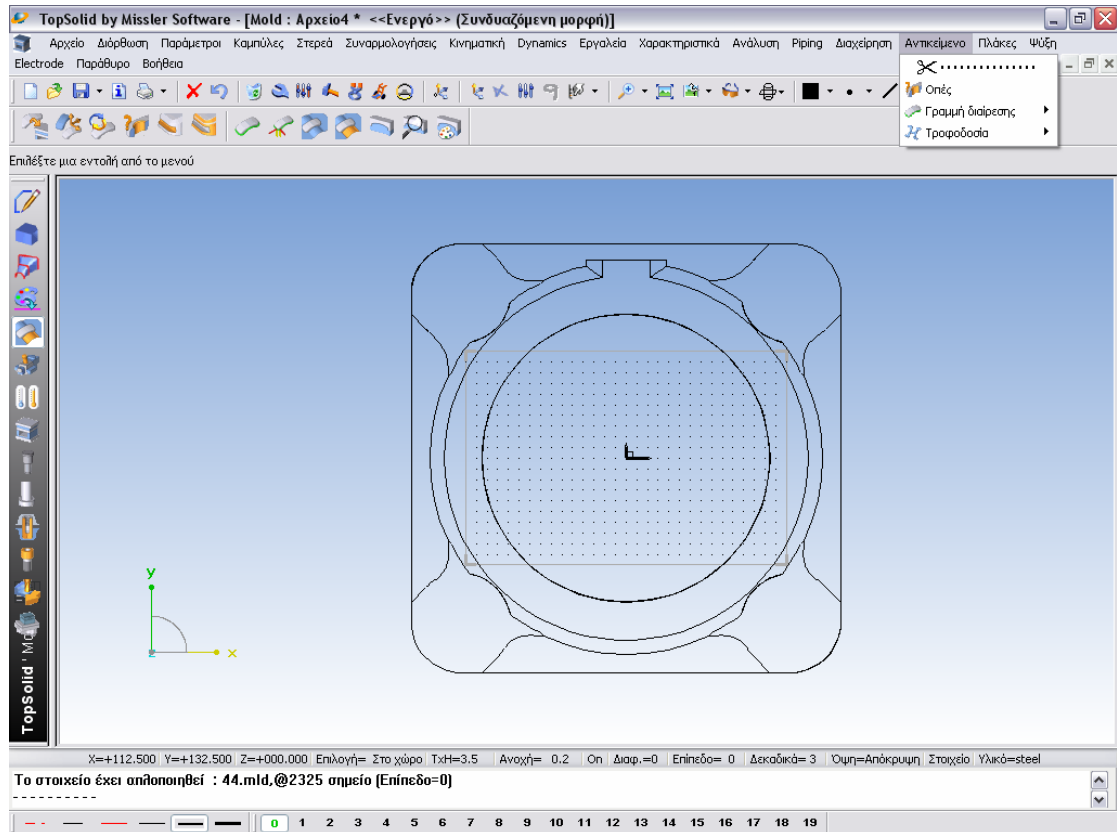 TopSolid by Missler Software - [Mold : Αρχείο4 * <<Ενεργό>> (Συνδυαζόμενη μορφή)]
Αρχείο Διόρθωση Παράμετροι Καμπύλες Στερεά Συναρμολογήσεις Κινηματική Dynamics Εργαλεία Χαρακτηριστικά Ανάλυση Piping Διαχείρηση Αντικείμενο Πλάκες Ψύξη
Electrode Παράθυρο Βοήθεια
Οπές
Γραμμή διαίρεσης
Τροφοδοσία
Επιλέξτε μια εντολή από το μενού
y
x
z
TopSolid ' Mo
X=+112.500 Y=+132.500 Z=+000.000 Επιλογή= Στο χώρο TxH=3.5 Ανοχή= 0.2 On Διαφ.=0 Επίπεδο= 0 Δεκαδικά= 3 Όψη=Απόκρυψη Στοιχείο Υλικό=steel
Το στοιχείο έχει απλοποιηθεί : 44.mld,@2325 σημείο (Επίπεδο=0)
----------
0 1 2 3 4 5 6 7 8 9 10 11 12 13 14 15 16 17 18 19